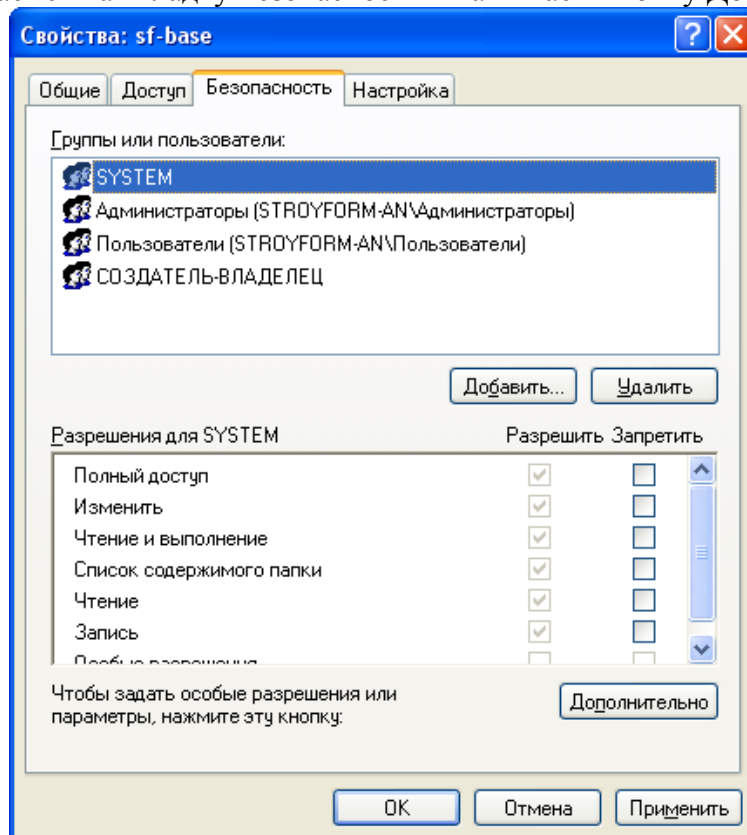 Свойства: sf-base
Общие Доступ Безопасность Настройка
Группы или пользователи:
SYSTEM
Администраторы (STROYFORM-AN\Администраторы)
Пользователи (STROYFORM-AN\Пользователи)
СОЗДАТЕЛЬ-ВЛАДЕЛЕЦ
Добавить... Удалить
Разрешения для SYSTEM Разрешить Запретить
Полный доступ
Изменить
Чтение и выполнение
Список содержимого папки
Чтение
Запись
Особые разрешения
Чтобы задать особые разрешения или
параметры, нажмите эту кнопку:
Дополнительно
OK Отмена Применить